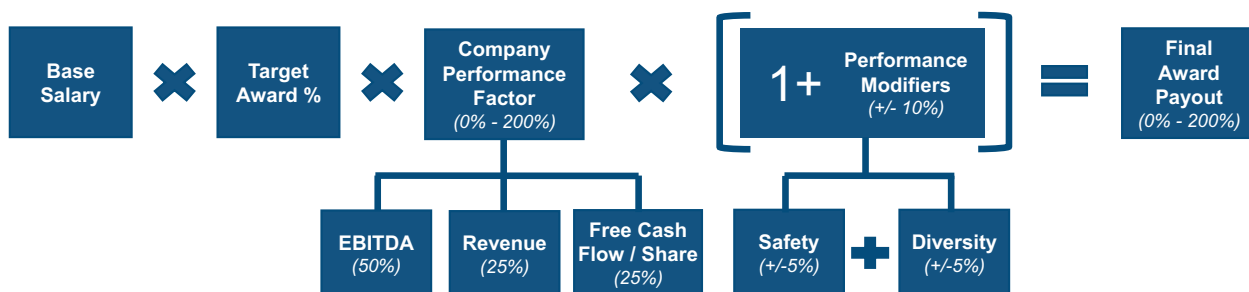 Base
Salary
Target
Award %
Company
Performance
Factor
(0% - 200%)
1+
Performance
Modifiers
(+/- 10%)
Final
Award
Payout
(0% - 200%)
EBITDA
(50%)
Revenue
(25%)
Free Cash
Flow / Share
(25%)
Safety
(+/-5%)
Diversity
(+/-5%)